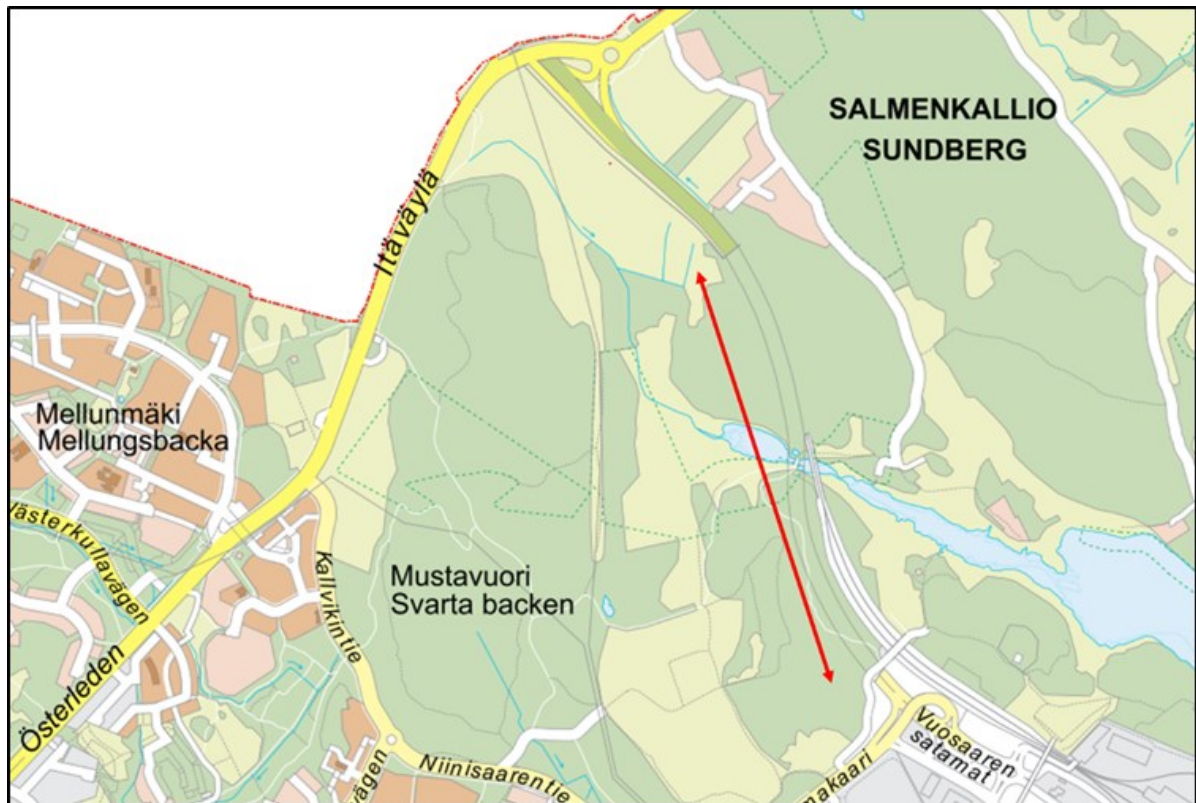 SALMENKALLIO
SUNDBERG
Itäväylä
Mellunmäki
Mellungsbacka
Västerkullavägen
Kallvikintie
Mustavuori
Svarta backen
Österleden
Vuosaaren
satamat
Niinisaarentie